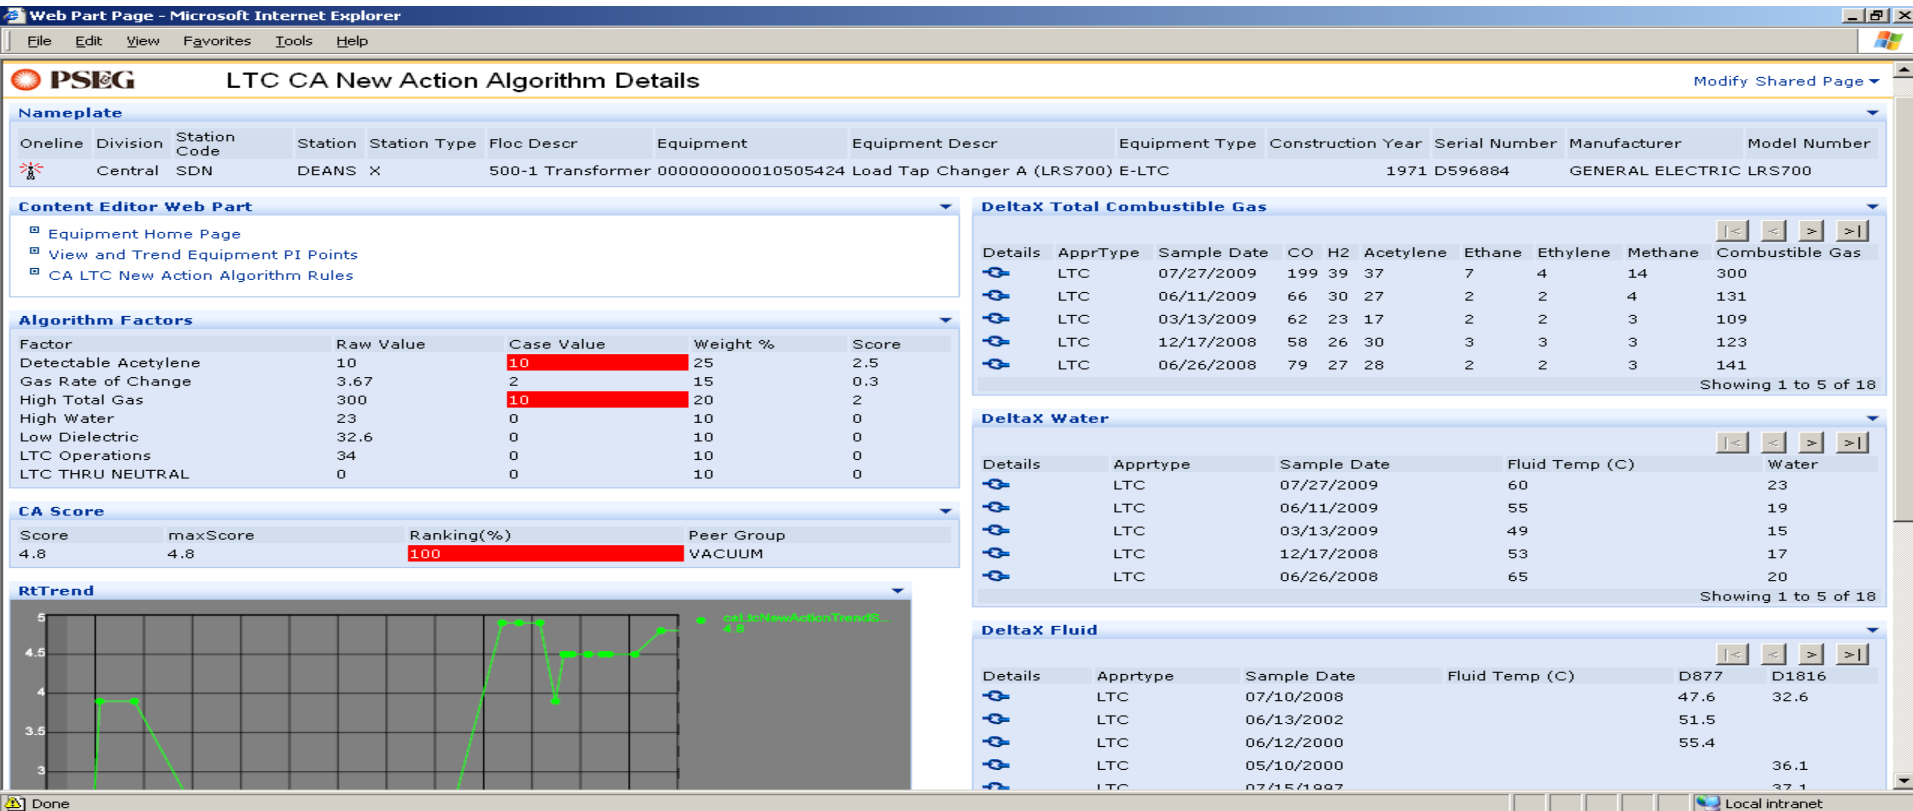 Web Part Page - Microsoft Internet Explorer
File Edit View Favorites Tools Help
PSEG LTC CA New Action Algorithm Details Modify Shared Page
Nameplate
Oneline Division Station Code Station Station Type Floc Descr Equipment Equipment Descr Equipment Type Construction Year Serial Number Manufacturer Model Number
Central SDN DEANS X 500-1 Transformer 000000000010505424 Load Tap Changer A (LRS700) E-LTC 1971 D596884 GENERAL ELECTRIC LRS700
Content Editor Web Part
Equipment Home Page
View and Trend Equipment PI Points
CA LTC New Action Algorithm Rules
Algorithm Factors
Factor Raw Value Case Value Weight % Score
Detectable Acetylene 10 10 25 2.5
Gas Rate of Change 3.67 2 15 0.3
High Total Gas 300 10 20 2
High Water 23 0 10 0
Low Dielectric 32.6 0 10 0
LTC Operations 34 0 10 0
LTC THRU NEUTRAL 0 0 10 0
CA Score
Score maxScore Ranking(%) Peer Group
4.8 4.8 100 VACUUM
RtTrend
5
4.5
4
3.5
3
caLtcNewActionTrendS...
4.8
DeltaX Total Combustible Gas
|< < > >|
Details ApprType Sample Date CO H2 Acetylene Ethane Ethylene Methane Combustible Gas
LTC 07/27/2009 199 39 37 7 4 14 300
LTC 06/11/2009 66 30 27 2 2 4 131
LTC 03/13/2009 62 23 17 2 2 3 109
LTC 12/17/2008 58 26 30 3 3 3 123
LTC 06/26/2008 79 27 28 2 2 3 141
Showing 1 to 5 of 18
DeltaX Water
|< < > >|
Details Apprtype Sample Date Fluid Temp (C) Water
LTC 07/27/2009 60 23
LTC 06/11/2009 55 19
LTC 03/13/2009 49 15
LTC 12/17/2008 53 17
LTC 06/26/2008 65 20
Showing 1 to 5 of 18
DeltaX Fluid
|< < > >|
Details Apprtype Sample Date Fluid Temp (C) D877 D1816
LTC 07/10/2008 47.6 32.6
LTC 06/13/2002 51.5
LTC 06/12/2000 55.4
LTC 05/10/2000 36.1
LTC 07/15/1997 37.1
Done Local intranet